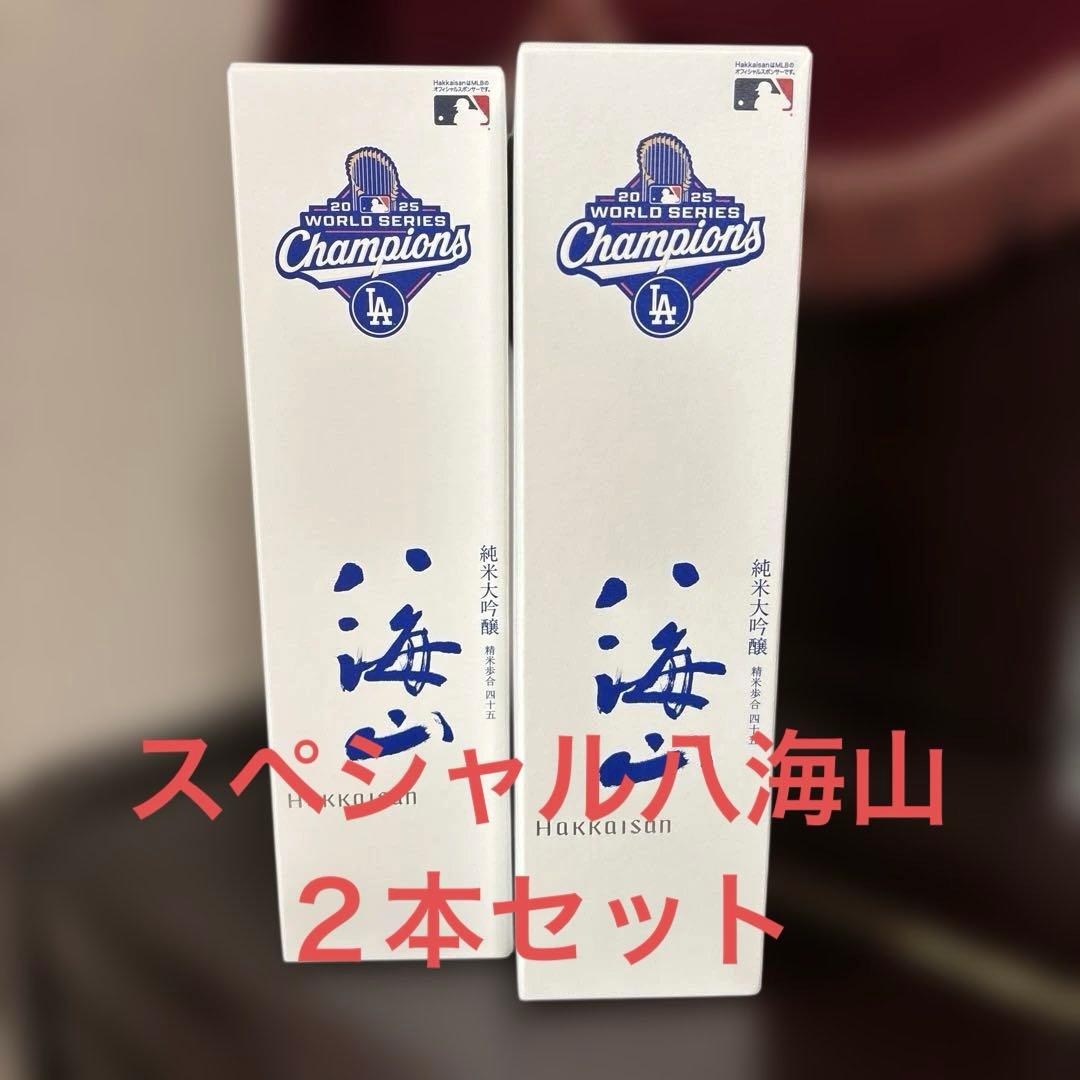 HakkaisanはMLBの
オフィシャルスポンサーです。
2025
WORLD SERIES
Champions
LA
純米大吟醸
精米歩合 四十五
八海山
Hakkaisan
HakkaisanはMLBの
オフィシャルスポンサーです。
2025
WORLD SERIES
Champions
LA
純米大吟醸
精米歩合 四十五
八海山
Hakkaisan
スペシャル八海山
２本セット